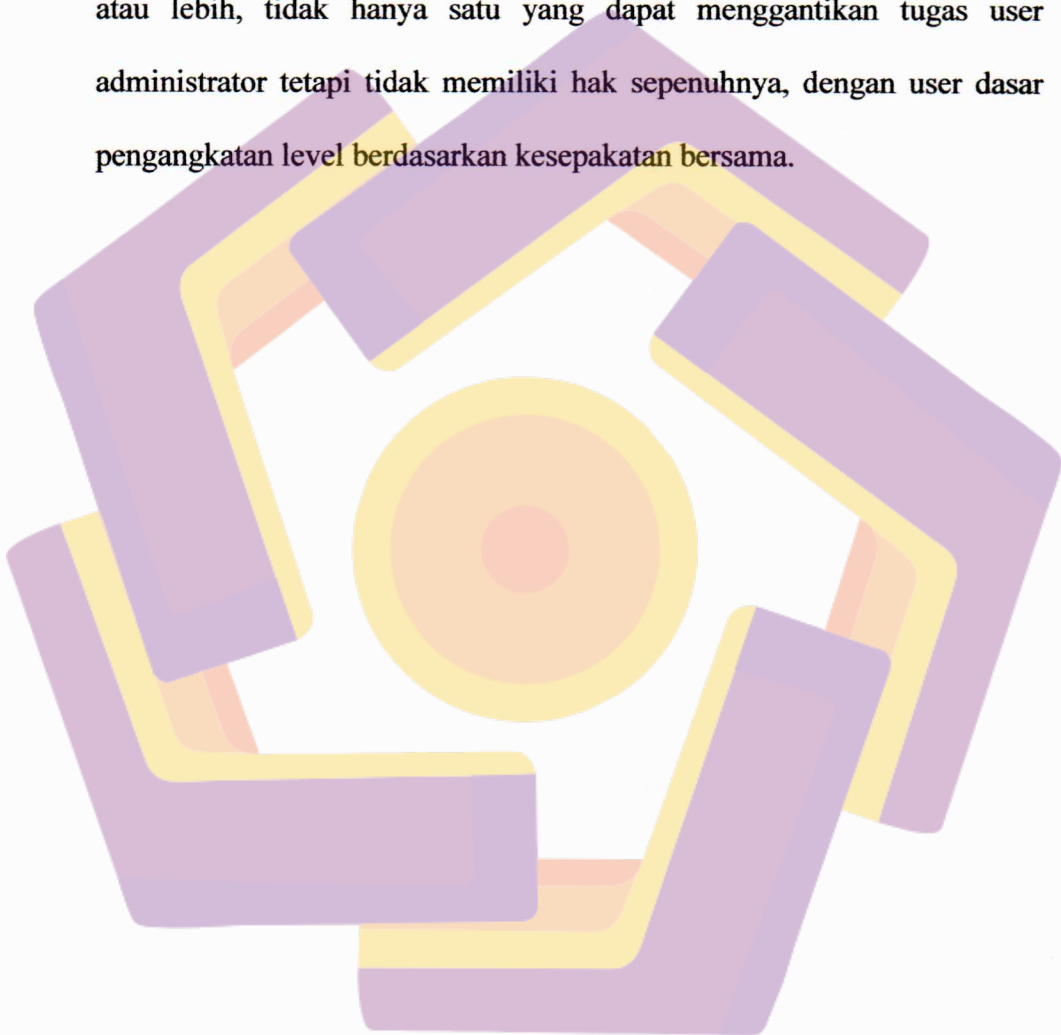 atau lebih, tidak hanya satu yang dapat menggantikan tugas user
administrator tetapi tidak memiliki hak sepenuhnya, dengan user dasar
pengangkatan level berdasarkan kesepakatan bersama.